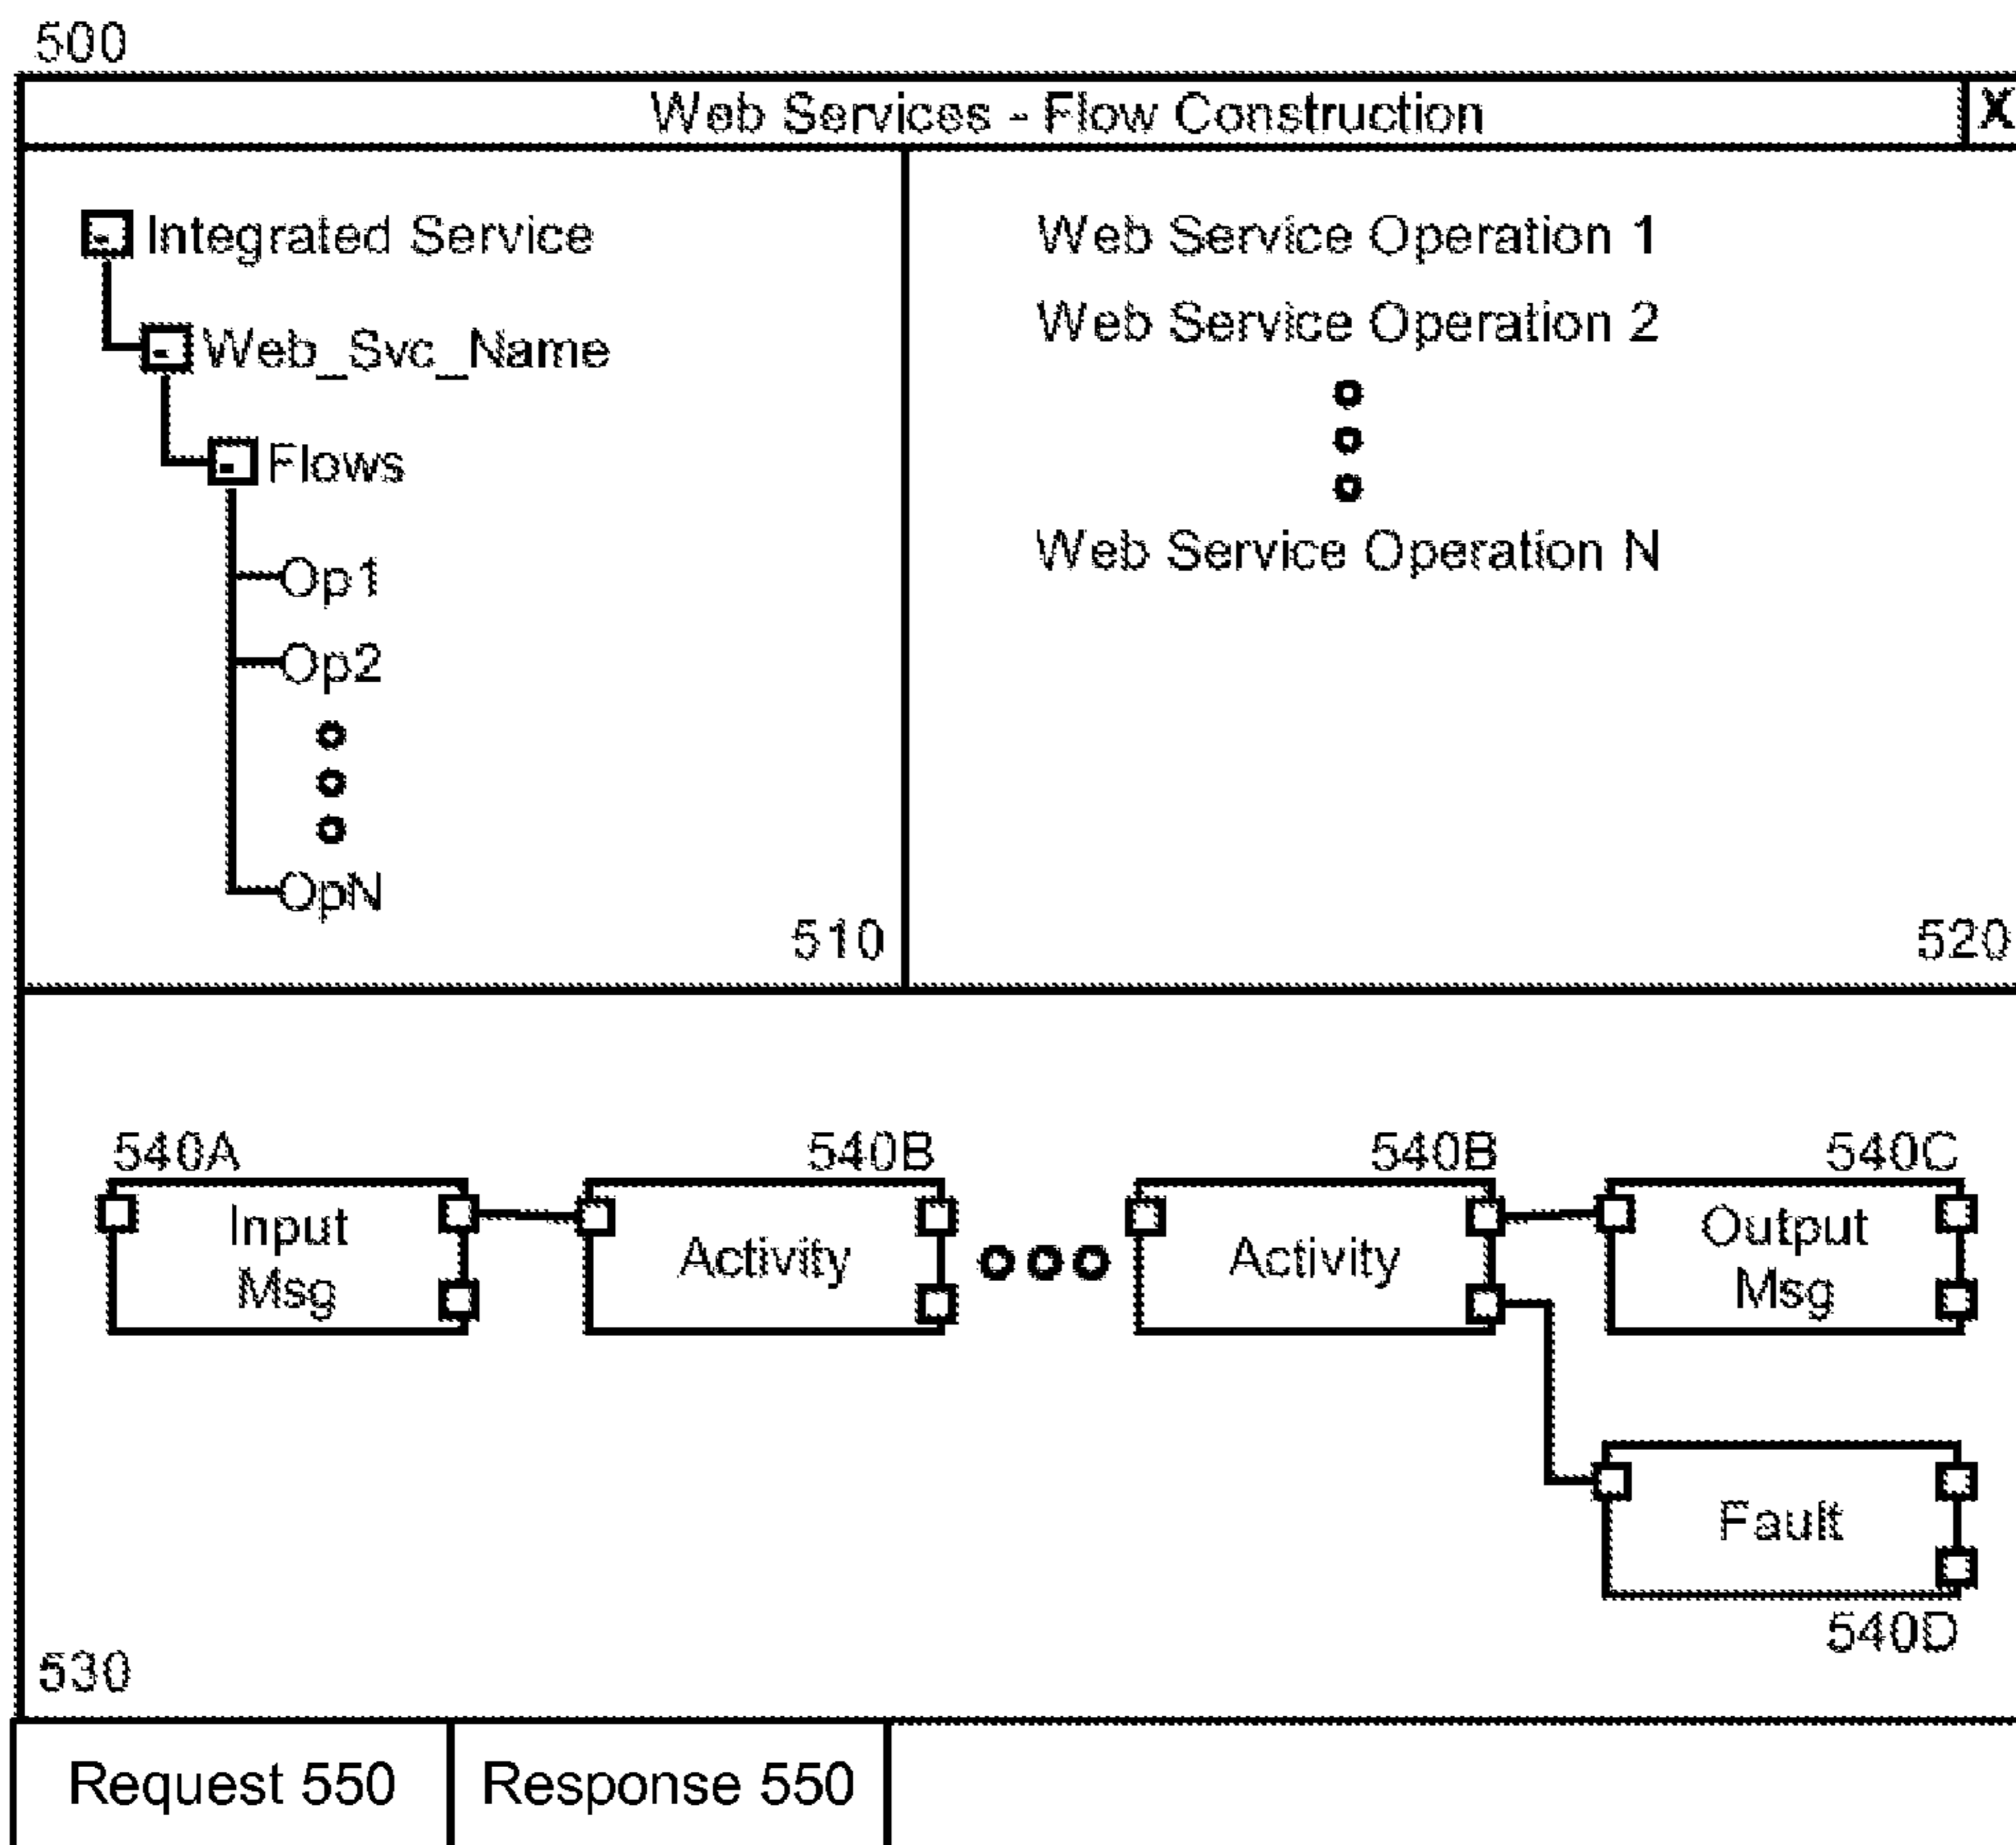 500
Web Services - Flow Construction X
Integrated Service
Web_Svc_Name
Flows
Op1
Op2
OpN
510
Web Service Operation 1
Web Service Operation 2
Web Service Operation N
520
540A
Input
Msg
540B
Activity
540B
Activity
540C
Output
Msg
Fault
540D
530
Request 550
Response 550